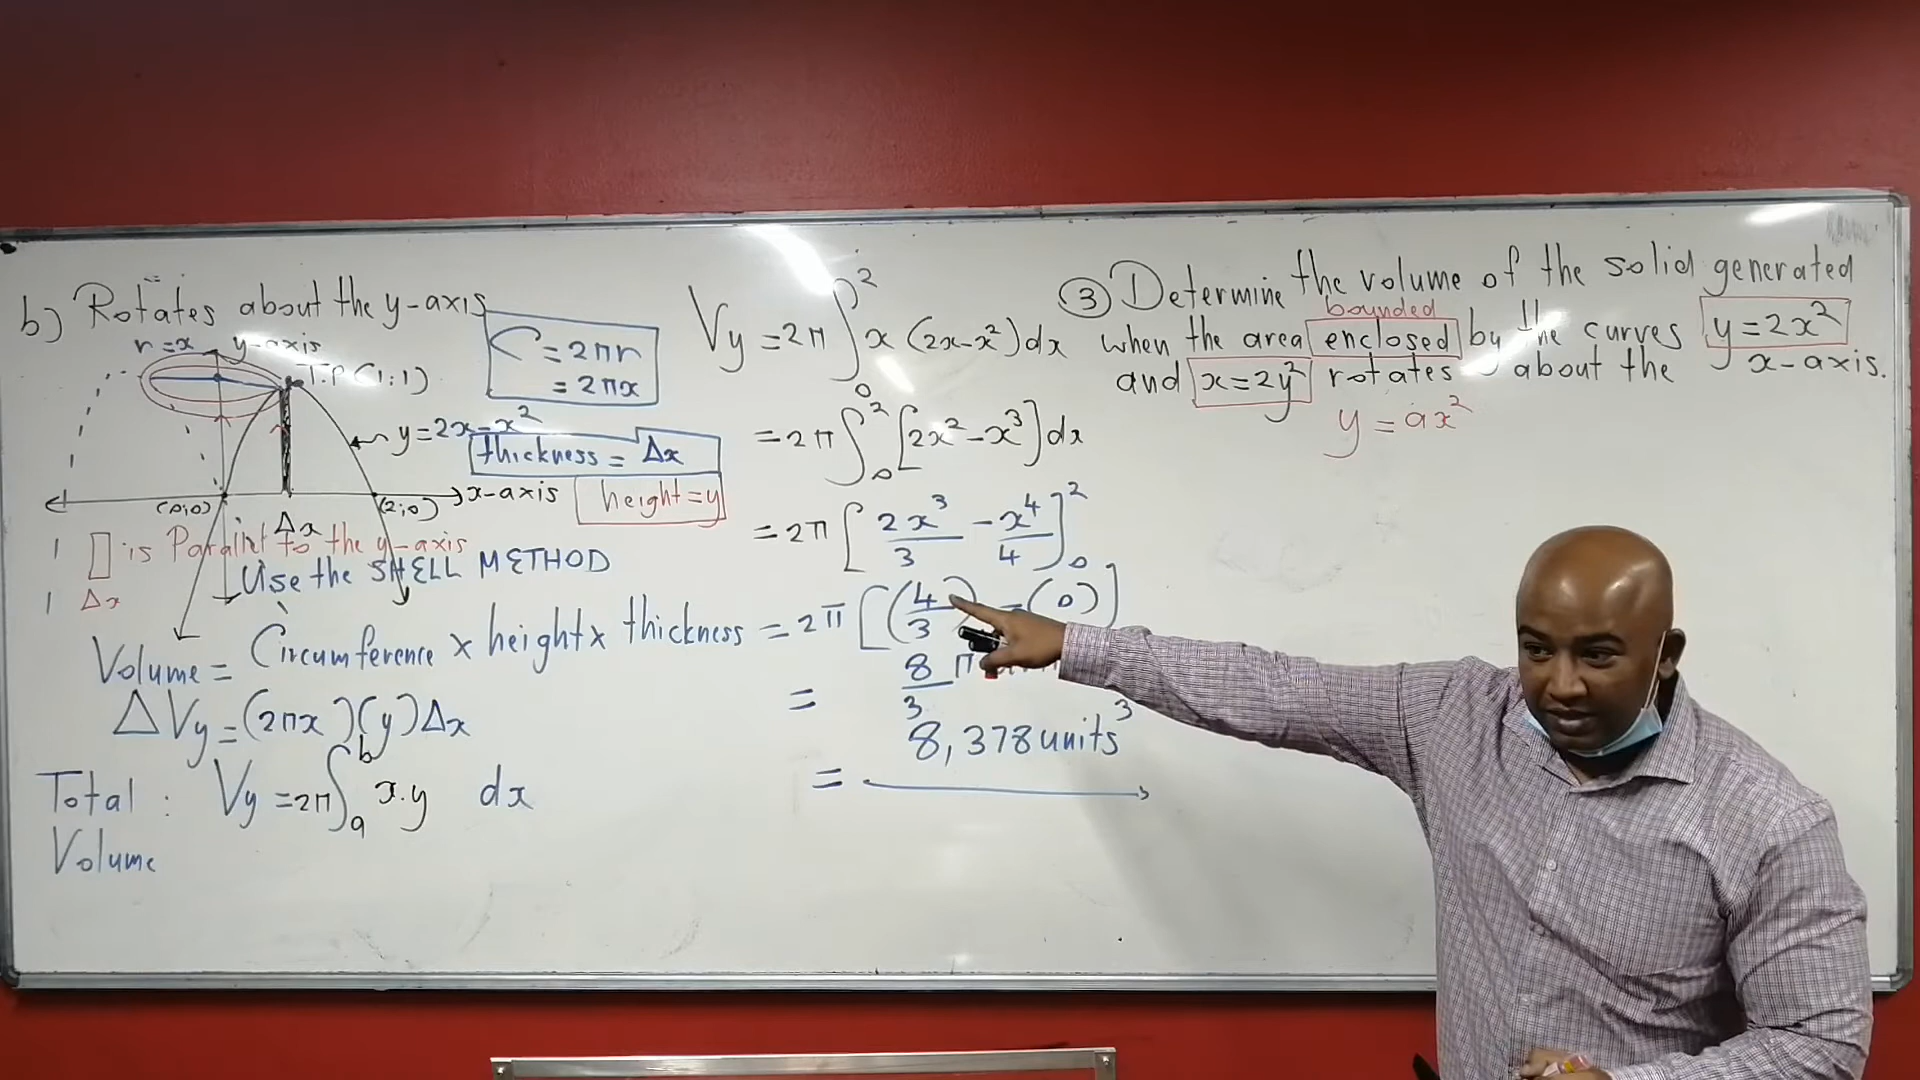 b) Rotates about the y-axis
r = x y-axis
T.P (1;1)
C = 2πr
= 2πx
y = 2x - x²
thickness = Δx
x-axis
height = y
(0;0)
(2;0)
Δx
▯ is Parallel to the y-axis
Use the SHELL METHOD
Δx
Volume = Circumference x height x thickness
ΔVy = (2πx)(y)Δx
Total : Vy = 2π ∫ₐᵇ x.y dx
Volume
Vy = 2π ∫₀² x (2x - x²) dx
= 2π ∫₀² [2x² - x³] dx
= 2π [2x³/3 - x⁴/4]₀²
= 2π [(4/3) - (0)]
= 8/3 π
= 8,378 units³
③ Determine the volume of the solid generated
bounded
when the area enclosed by the curves y = 2x²
and x = 2y² rotates about the x-axis.
y = ax²